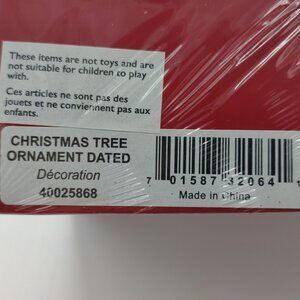 These items are not toys and are
not suitable for children to play
with.
Ces articles ne sont pas des
jouets et ne conviennent pas aux
enfants.
CHRISTMAS TREE
ORNAMENT DATED
Décoration
40025868
7 01587 32064 1
Made in China